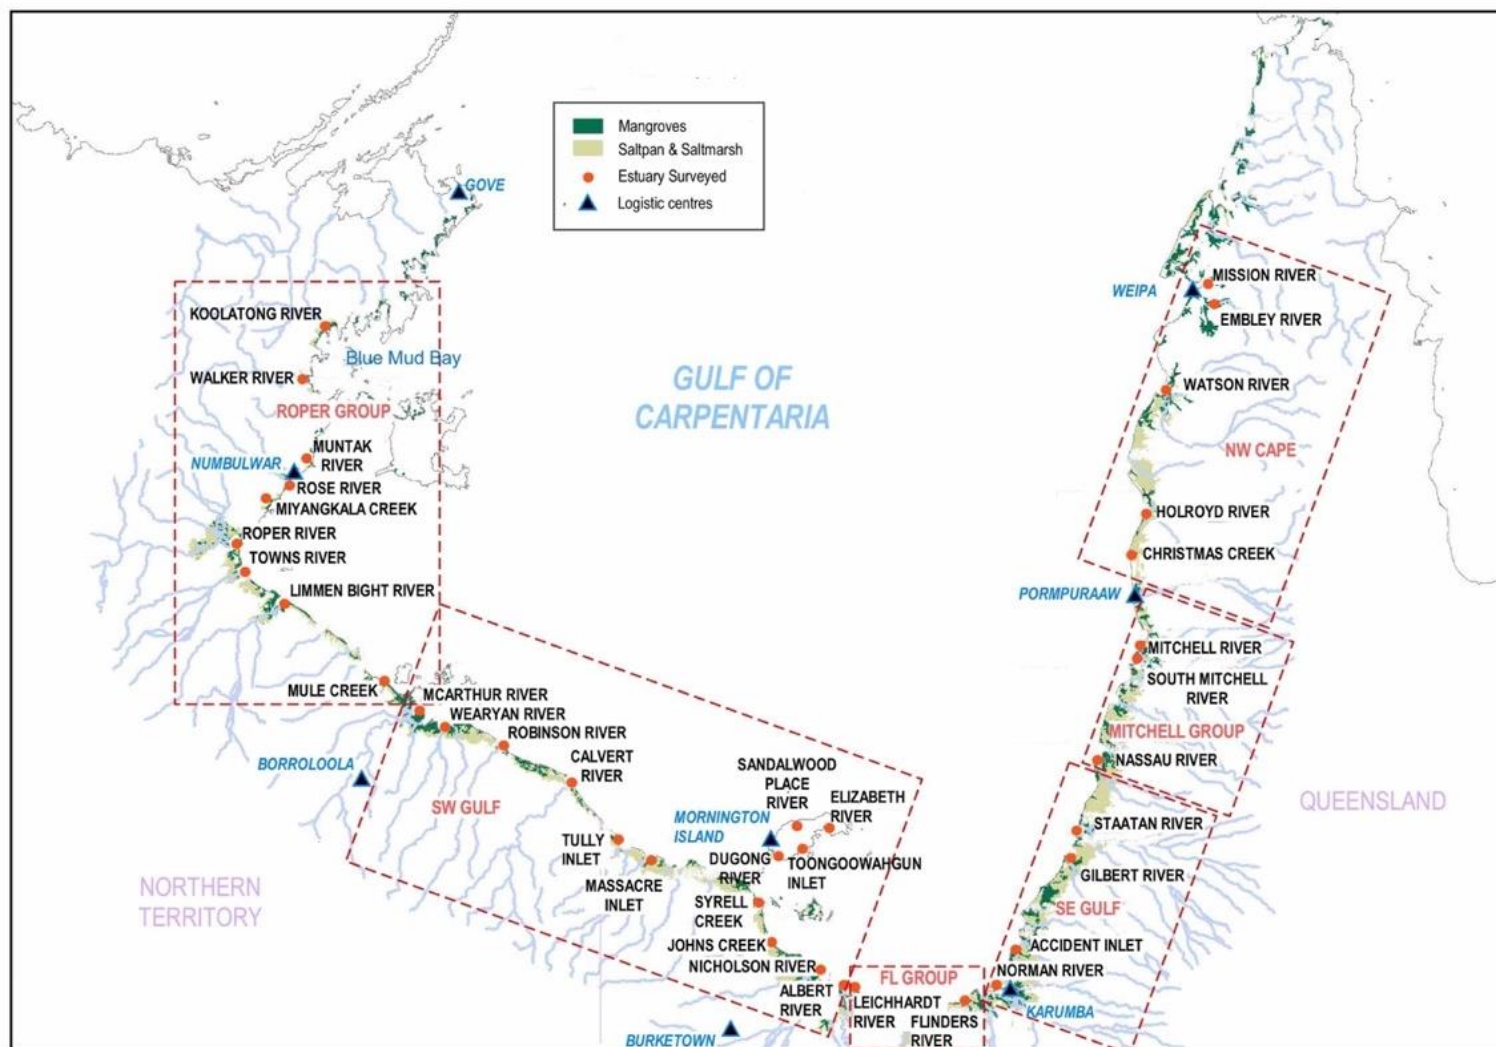 Mangroves
Saltpan & Saltmarsh
Estuary Surveyed
Logistic centres
GOVE
KOOLATONG RIVER
Blue Mud Bay
WALKER RIVER
ROPER GROUP
MUNTAK
RIVER
NUMBULWAR
ROSE RIVER
MIYANGKALA CREEK
ROPER RIVER
TOWNS RIVER
LIMMEN BIGHT RIVER
MULE CREEK
GULF OF
CARPENTARIA
WEIPA
MISSION RIVER
EMBLEY RIVER
WATSON RIVER
NW CAPE
HOLROYD RIVER
CHRISTMAS CREEK
PORMPURAAW
MITCHELL RIVER
SOUTH MITCHELL
RIVER
MITCHELL GROUP
NASSAU RIVER
QUEENSLAND
STAATAN RIVER
GILBERT RIVER
SE GULF
ACCIDENT INLET
NORMAN RIVER
KARUMBA
MCARTHUR RIVER
WEARYAN RIVER
ROBINSON RIVER
CALVERT
RIVER
BORROLOOLA
SW GULF
SANDALWOOD
PLACE
RIVER
ELIZABETH
RIVER
MORNINGTON
ISLAND
TULLY
INLET
DUGONG
RIVER
TOONGOOWAHGUN
INLET
MASSACRE
INLET
SYRELL
CREEK
JOHNS CREEK
NICHOLSON RIVER
ALBERT
RIVER
FL GROUP
LEICHHARDT
RIVER
FLINDERS
RIVER
NORTHERN
TERRITORY
BURKETOWN